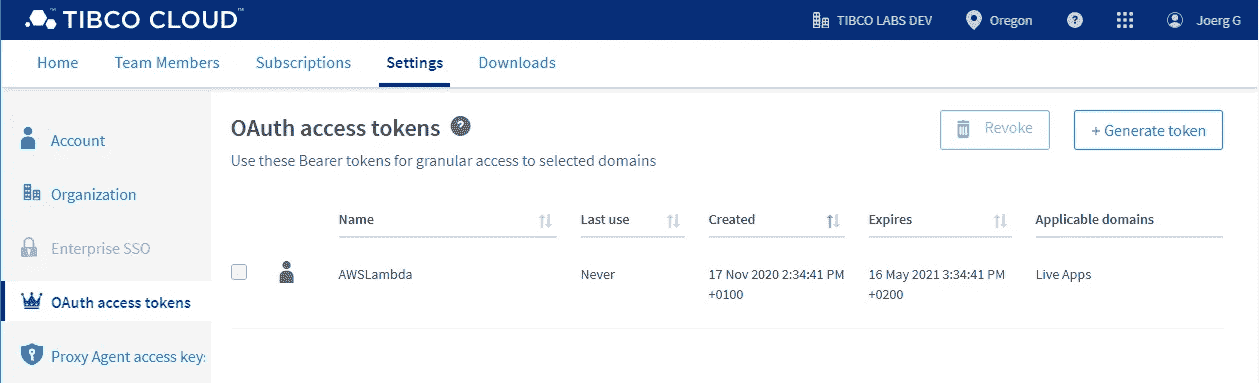 TIBCO CLOUD™ TIBCO LABS DEV Oregon ? Joerg G
Home Team Members Subscriptions Settings Downloads
Account
Organization
Enterprise SSO
OAuth access tokens
Proxy Agent access keys
OAuth access tokens ? Revoke + Generate token
Use these Bearer tokens for granular access to selected domains
Name Last use Created Expires Applicable domains
AWSLambda Never 17 Nov 2020 2:34:41 PM 16 May 2021 3:34:41 PM Live Apps
+0100 +0200